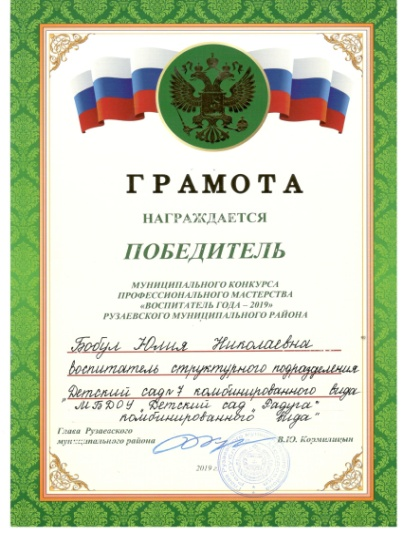 ГРАМОТА
НАГРАЖДАЕТСЯ
ПОБЕДИТЕЛЬ
МУНИЦИПАЛЬНОГО КОНКУРСА
ПРОФЕССИОНАЛЬНОГО МАСТЕРСТВА
«ВОСПИТАТЕЛЬ ГОДА – 2019»
РУЗАЕВСКОГО МУНИЦИПАЛЬНОГО РАЙОНА
Бобул Юлия Николаевна
воспитатель структурного подразделения
"Детский сад №7 комбинированного вида"
МБДОУ "Детский сад "Радуга"
комбинированного вида"
Глава Рузаевского
муниципального района В.Ю. Кормилицын
2019 г.